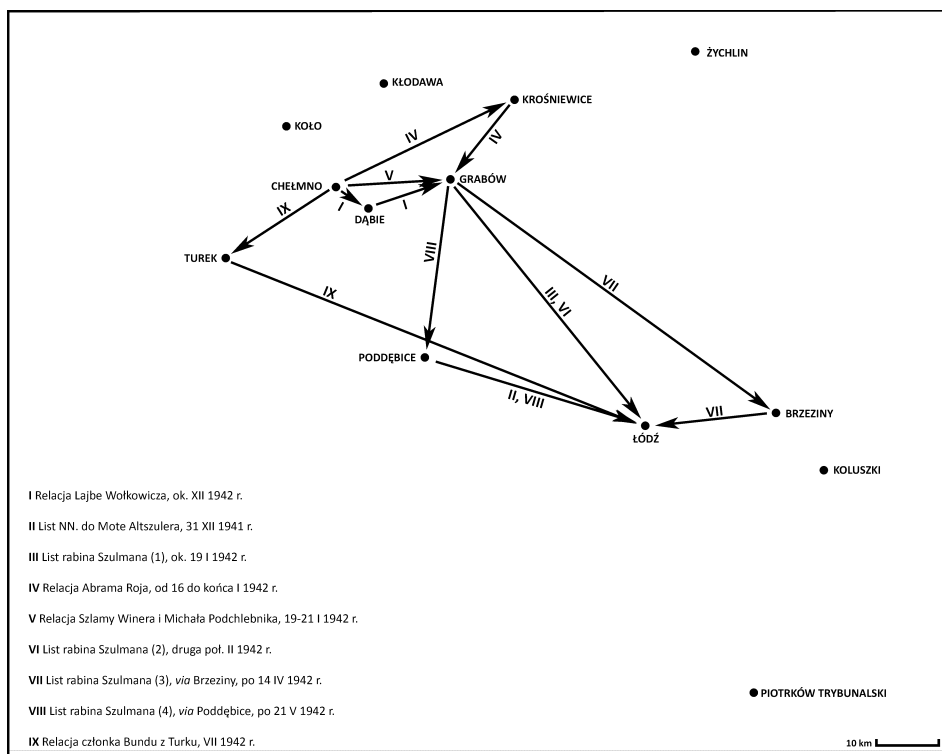 ŻYCHLIN
KŁODAWA
KROŚNIEWICE
KOŁO
IV
IV
CHEŁMNO
V
GRABÓW
I
I
DĄBIE
IX
TUREK
VIII
VII
IX
III, VI
PODDĘBICE
II, VIII
VII
BRZEZINY
ŁÓDŹ
KOLUSZKI
I Relacja Lajbe Wołkowicza, ok. XII 1942 r.
II List NN. do Mote Altszulera, 31 XII 1941 r.
III List rabina Szulmana (1), ok. 19 I 1942 r.
IV Relacja Abrama Roja, od 16 do końca I 1942 r.
V Relacja Szlamy Winera i Michała Podchlebnika, 19-21 I 1942 r.
VI List rabina Szulmana (2), druga poł. II 1942 r.
VII List rabina Szulmana (3), via Brzeziny, po 14 IV 1942 r.
VIII List rabina Szulmana (4), via Poddębice, po 21 V 1942 r.
IX Relacja członka Bundu z Turku, VII 1942 r.
PIOTRKÓW TRYBUNALSKI
10 km